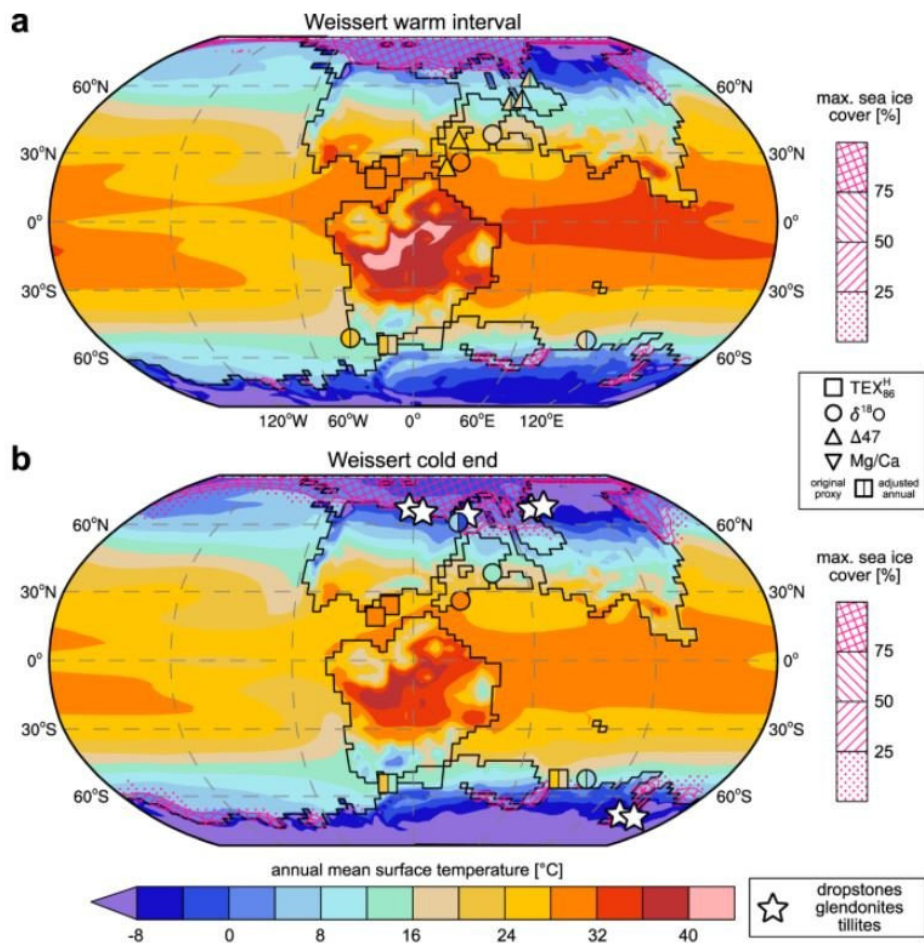 a
Weissert warm interval
60°N
30°N
0°
30°S
60°S
60°N
30°N
0°
30°S
60°S
120°W 60°W 0° 60°E 120°E
max. sea ice
cover [%]
75
50
25
TEX₈₆ᴴ
δ¹⁸O
Δ47
Mg/Ca
original
proxy
adjusted
annual
b
Weissert cold end
60°N
30°N
0°
30°S
60°S
60°N
30°N
0°
30°S
60°S
max. sea ice
cover [%]
75
50
25
annual mean surface temperature [°C]
-8 0 8 16 24 32 40
dropstones
glendonites
tillites